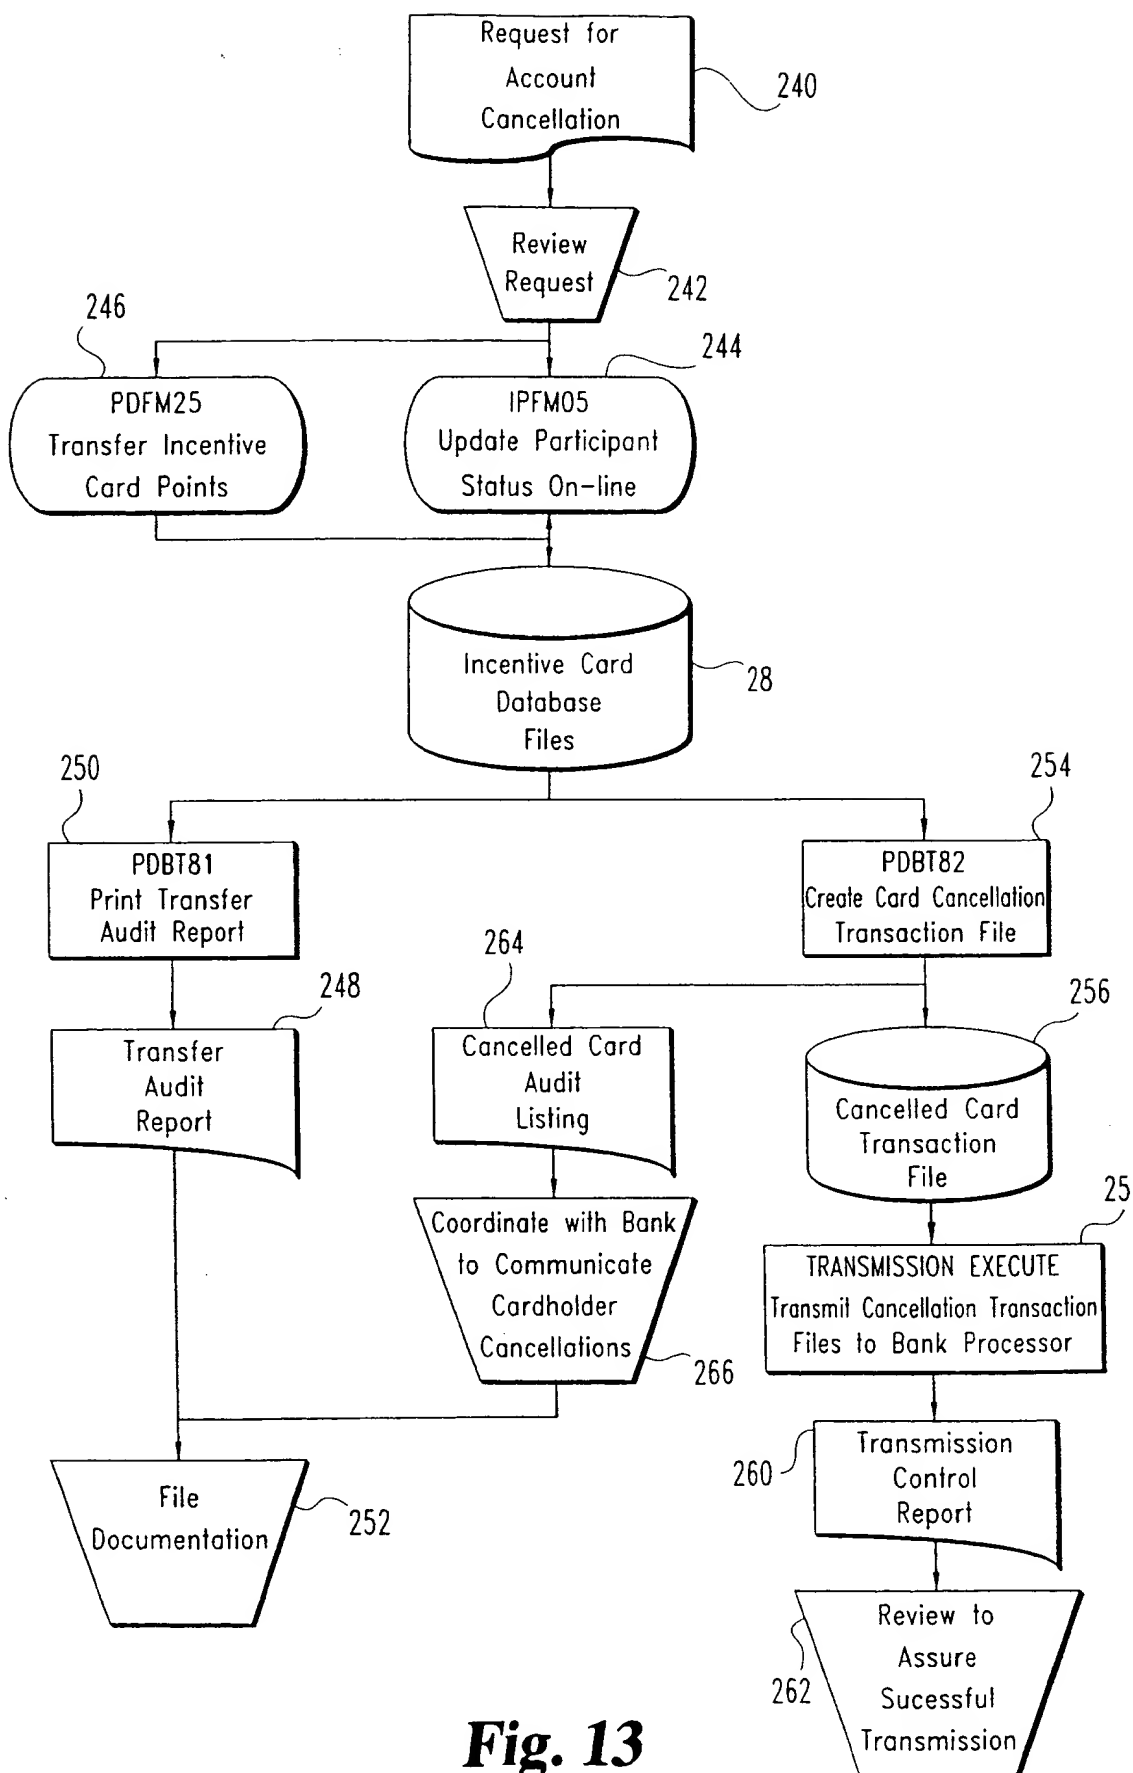 Request for
Account
Cancellation
240
Review
Request
242
246
244
PDFM25
Transfer Incentive
Card Points
IPFM05
Update Participant
Status On-line
Incentive Card
Database
Files
28
250
254
PDBT81
Print Transfer
Audit Report
PDBT82
Create Card Cancellation
Transaction File
264
248
256
Transfer
Audit
Report
Cancelled Card
Audit
Listing
Cancelled Card
Transaction
File
25
Coordinate with Bank
to Communicate
Cardholder
Cancellations
266
TRANSMISSION EXECUTE
Transmit Cancellation Transaction
Files to Bank Processor
260
Transmission
Control
Report
File
Documentation
252
Review to
Assure
Sucessful
Transmission
262
Fig. 13